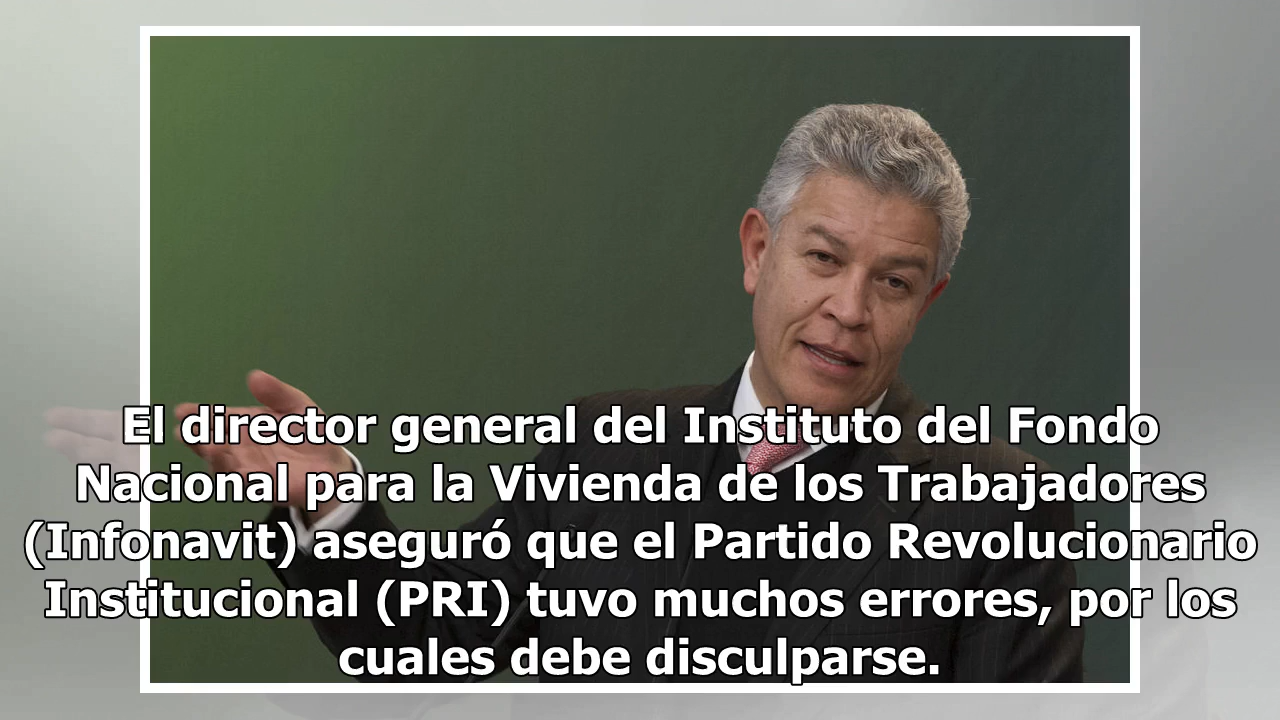 El director general del Instituto del Fondo
Nacional para la Vivienda de los Trabajadores
(Infonavit) aseguró que el Partido Revolucionario
Institucional (PRI) tuvo muchos errores, por los
cuales debe disculparse.